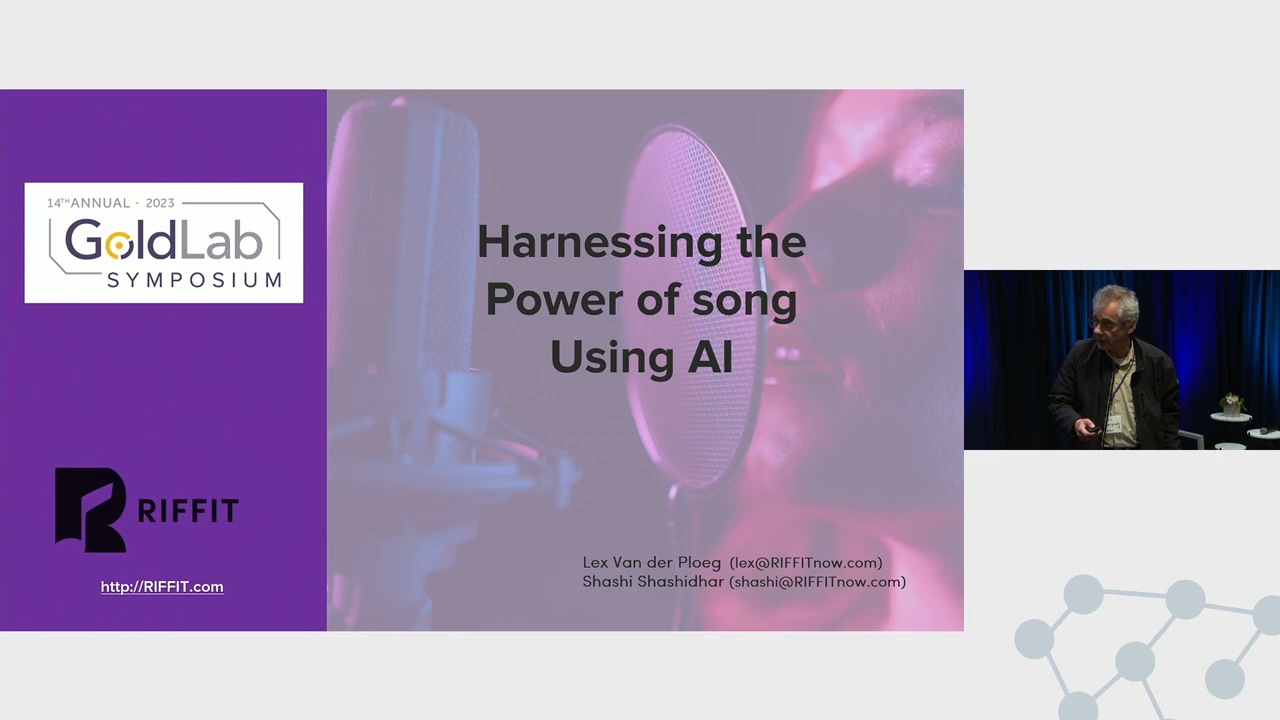 14TH ANNUAL • 2023
GoldLab
SYMPOSIUM
RIFFIT
http://RIFFIT.com
Harnessing the
Power of song
Using AI
Lex Van der Ploeg (lex@RIFFITnow.com)
Shashi Shashidhar (shashi@RIFFITnow.com)